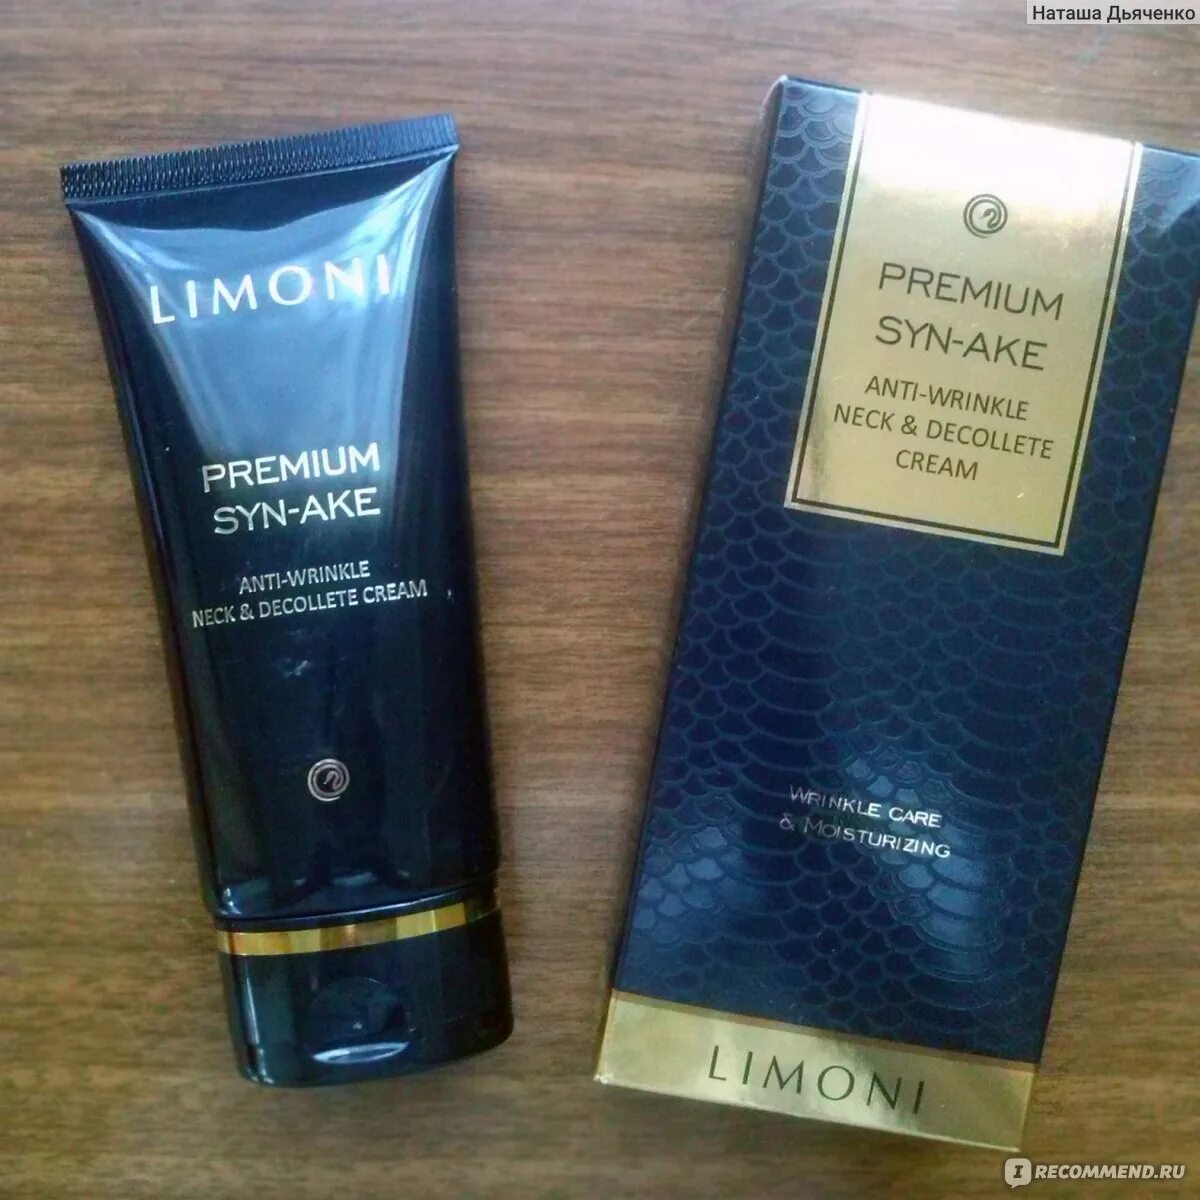 Наташа Дьяченко
LIMONI
PREMIUM
SYN-AKE
ANTI-WRINKLE
NECK & DECOLLETE CREAM
PREMIUM
SYN-AKE
ANTI-WRINKLE
NECK & DECOLLETE
CREAM
WRINKLE CARE
& MOISTURIZING
LIMONI
IRECOMMEND.RU